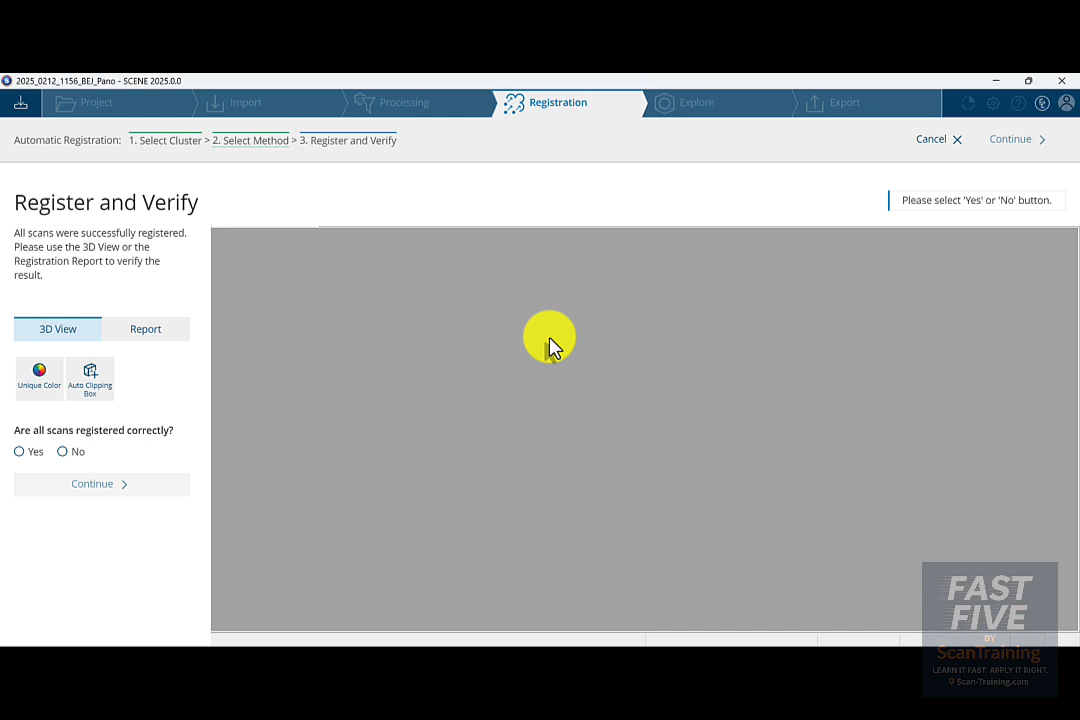 2025_0212_1156_BEJ_Pano - SCENE 2025.0.0
Project
Import
Processing
Registration
Explore
Export
Automatic Registration: 1. Select Cluster > 2. Select Method > 3. Register and Verify
Cancel
Continue
Register and Verify
Please select 'Yes' or 'No' button.
All scans were successfully registered.
Please use the 3D View or the
Registration Report to verify the
result.
3D View
Report
Unique Color
Auto Clipping
Box
Are all scans registered correctly?
Yes
No
Continue
FAST
FIVE
BY
ScanTraining
LEARN IT FAST. APPLY IT RIGHT.
Scan-Training.com